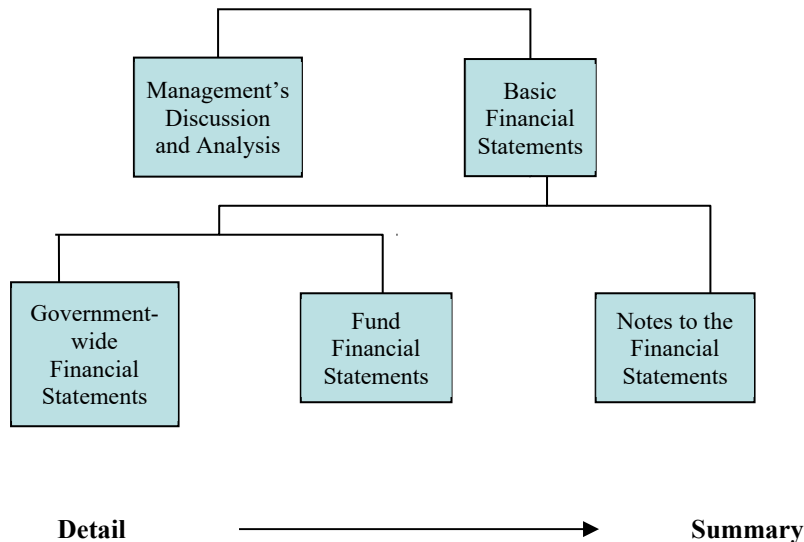 Management’s
Discussion
and Analysis
Basic
Financial
Statements
Government-
wide
Financial
Statements
Fund
Financial
Statements
Notes to the
Financial
Statements
Detail
Summary